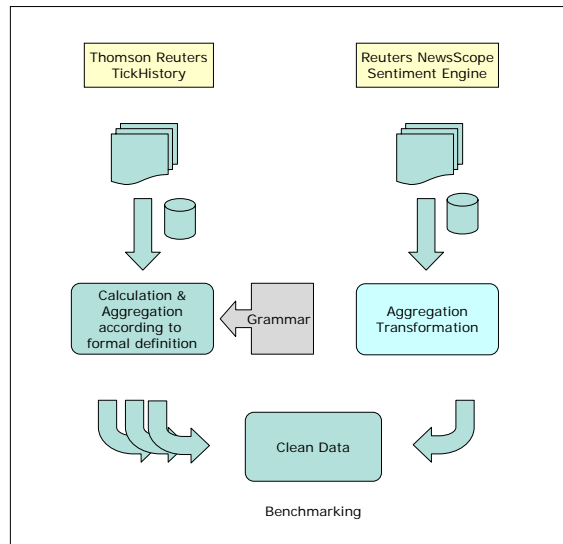 Thomson Reuters
TickHistory
Reuters NewsScope
Sentiment Engine
Calculation &
Aggregation
according to
formal definition
Grammar
Aggregation
Transformation
Clean Data
Benchmarking